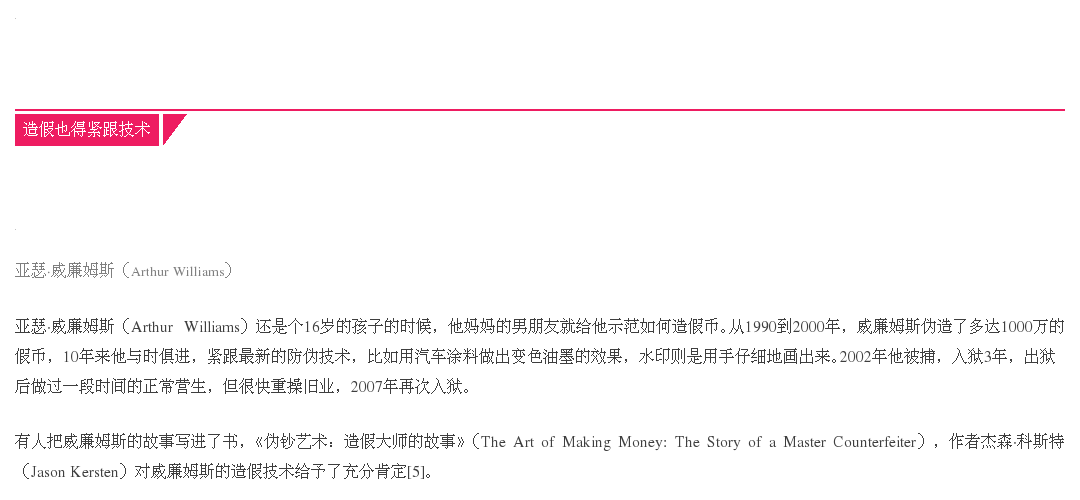 造假也得紧跟技术
亚瑟·威廉姆斯（Arthur Williams）
亚瑟·威廉姆斯（Arthur Williams）还是个16岁的孩子的时候，他妈妈的男朋友就给他示范如何造假币。从1990到2000年，威廉姆斯伪造了多达1000万的
假币，10年来他与时俱进，紧跟最新的防伪技术，比如用汽车涂料做出变色油墨的效果，水印则是用手仔细地画出来。2002年他被捕，入狱3年，出狱
后做过一段时间的正常营生，但很快重操旧业，2007年再次入狱。
有人把威廉姆斯的故事写进了书，《伪钞艺术：造假大师的故事》（The Art of Making Money: The Story of a Master Counterfeiter），作者杰森·科斯特
（Jason Kersten）对威廉姆斯的造假技术给予了充分肯定[5]。